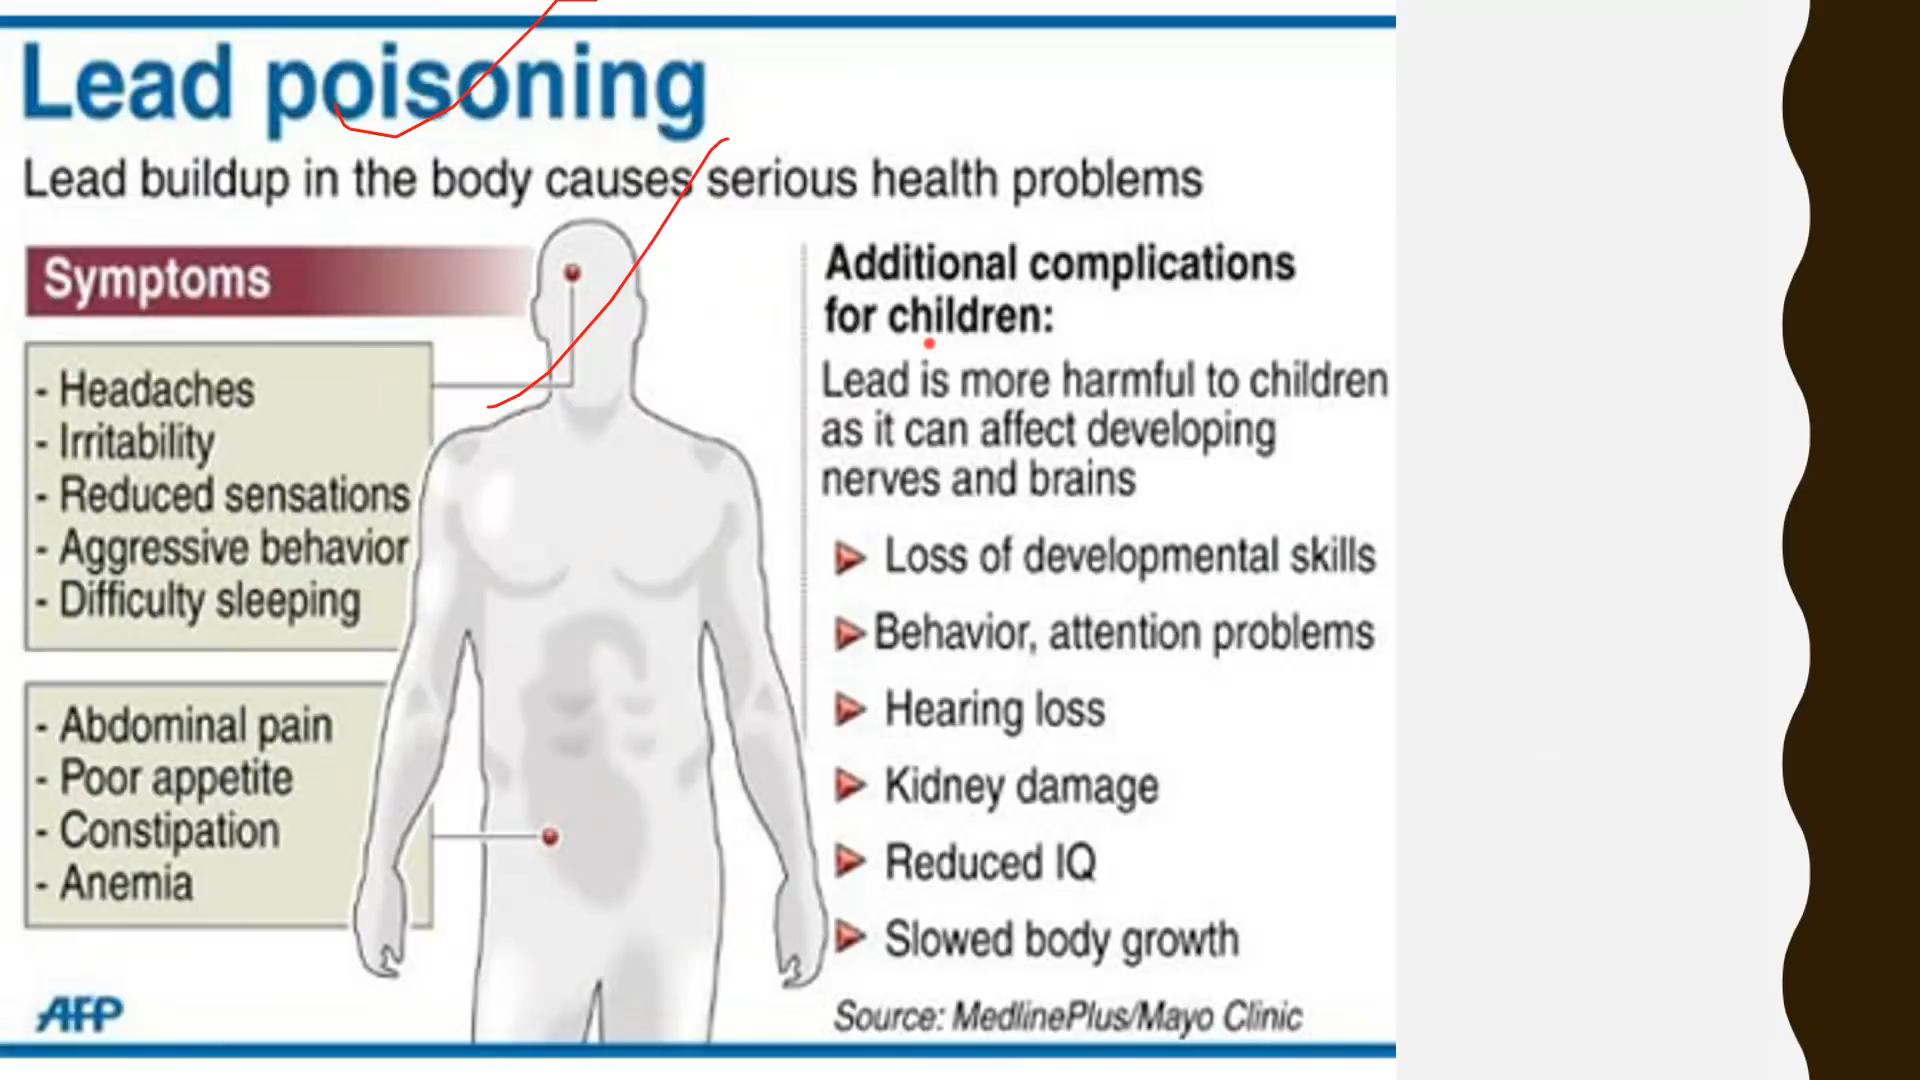 Lead poisoning
Lead buildup in the body causes serious health problems
Symptoms
- Headaches
- Irritability
- Reduced sensations
- Aggressive behavior
- Difficulty sleeping
- Abdominal pain
- Poor appetite
- Constipation
- Anemia
AFP
Additional complications
for children:
Lead is more harmful to children
as it can affect developing
nerves and brains
Loss of developmental skills
Behavior, attention problems
Hearing loss
Kidney damage
Reduced IQ
Slowed body growth
Source: MedlinePlus/Mayo Clinic